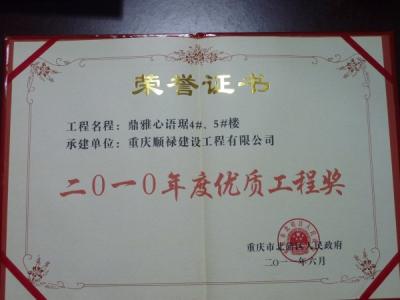 荣誉证书
工程名程：鼎雅心语琚4#、5#楼
承建单位：重庆顺禄建设工程有限公司
二〇一〇年度优质工程奖
重庆市北碚区人民政府
二〇一一年六月